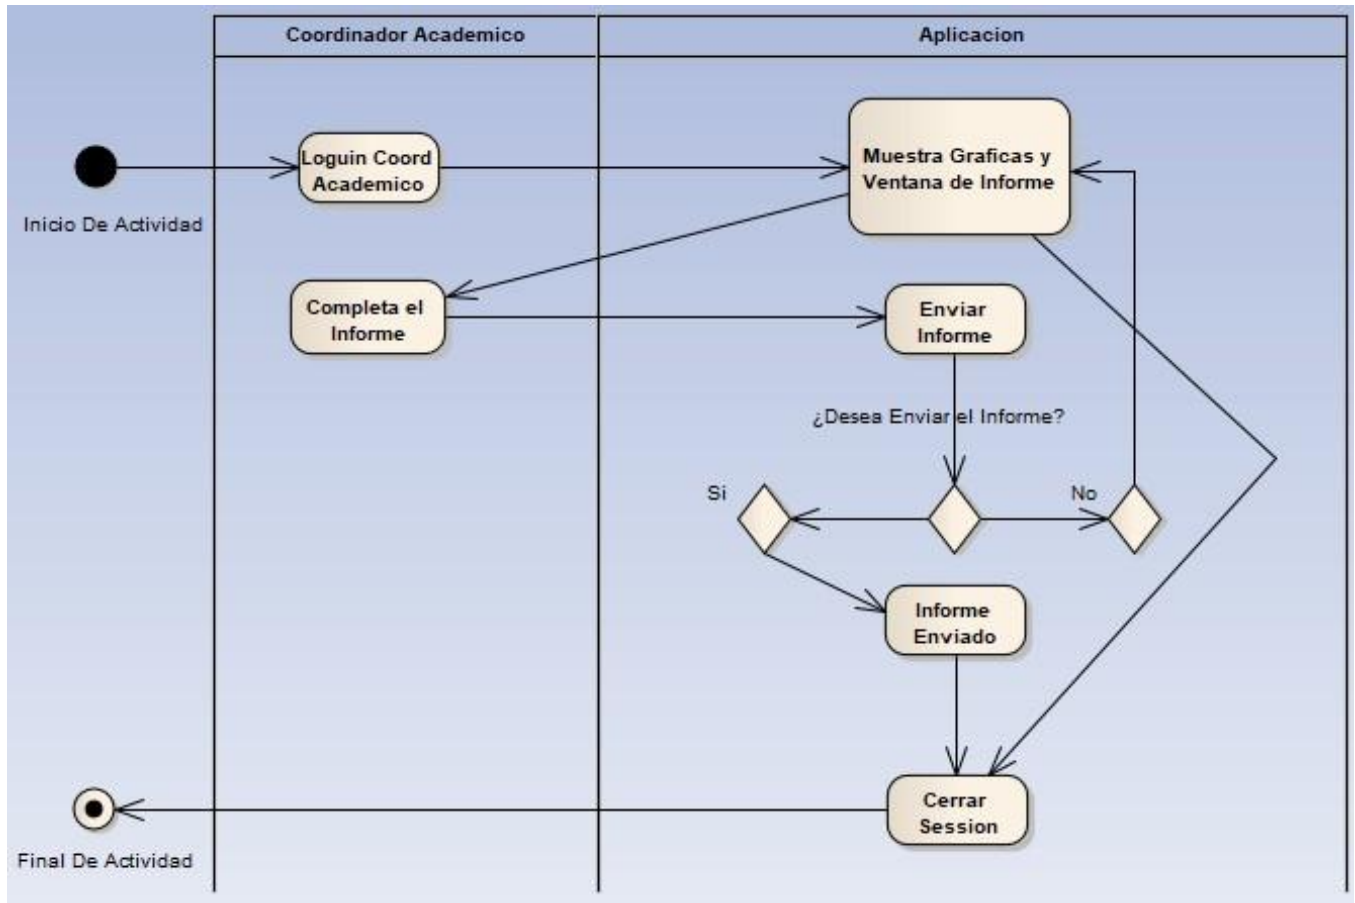 Coordinador Academico
Aplicacion
Loguin Coord
Academico
Muestra Graficas y
Ventana de Informe
Inicio De Actividad
Completa el
Informe
Enviar
Informe
¿Desea Enviar el Informe?
Si
No
Informe
Enviado
Cerrar
Session
Final De Actividad